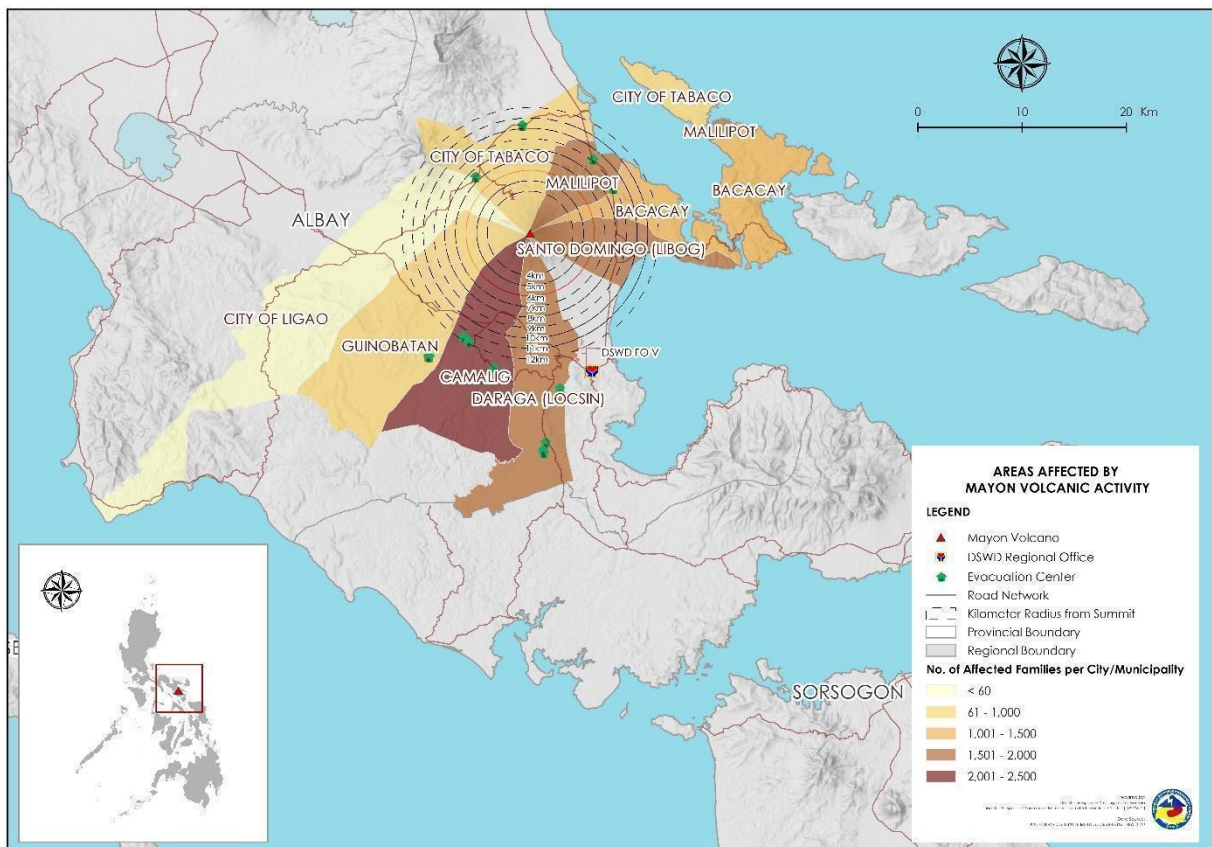 CITY OF TABACO
0
10
20 Km
MALILIPOT
CITY OF TABACO
MALILIPOT
BACACAY
BACACAY
ALBAY
SANTO DOMINGO (LIBOG)
4km
5km
6km
7km
8km
9km
10km
11km
12km
CITY OF LIGAO
GUINOBATAN
DSWD FO V
CAMALIG
DARAGA (LOCSIN)
SORSOGON
AREAS AFFECTED BY
MAYON VOLCANIC ACTIVITY
LEGEND
Mayon Volcano
DSWD Regional Office
Evacuation Center
Road Network
Kilometer Radius from Summit
Provincial Boundary
Regional Boundary
No. of Affected Families per City/Municipality
< 60
61 - 1,000
1,001 - 1,500
1,501 - 2,000
2,001 - 2,500